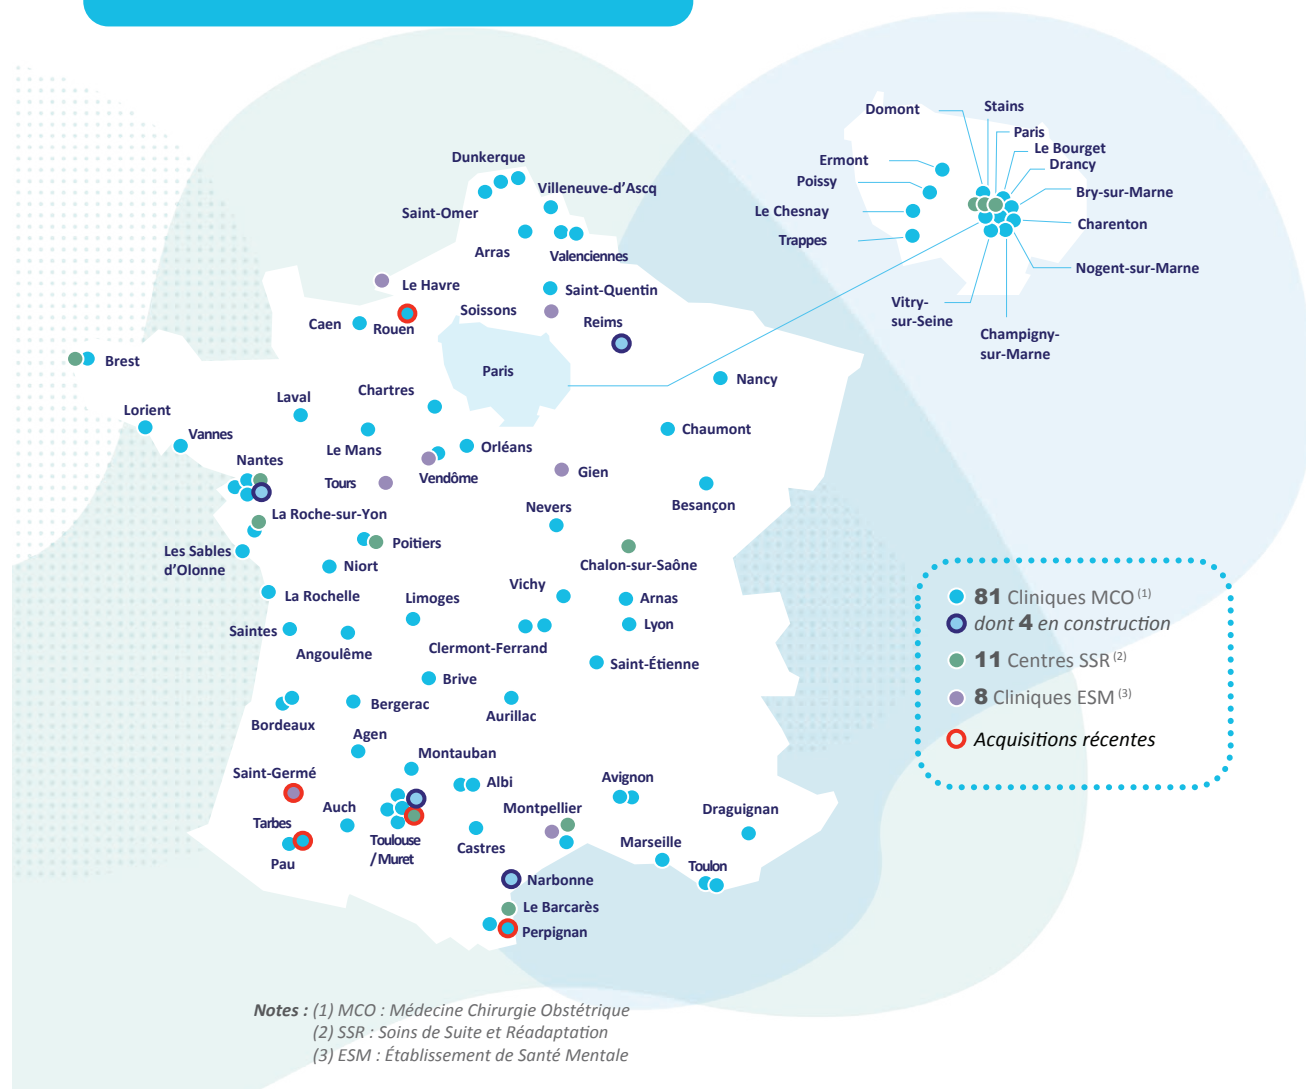 Domont
Stains
Paris
Le Bourget
Drancy
Ermont
Poissy
Bry-sur-Marne
Le Chesnay
Charenton
Trappes
Nogent-sur-Marne
Vitry-
sur-Seine
Champigny-
sur-Marne
Dunkerque
Villeneuve-d'Ascq
Saint-Omer
Arras
Valenciennes
Le Havre
Saint-Quentin
Soissons
Caen
Rouen
Reims
Brest
Paris
Nancy
Chartres
Laval
Lorient
Vannes
Chaumont
Le Mans
Orléans
Nantes
Tours
Vendôme
Gien
Besançon
Nevers
La Roche-sur-Yon
Poitiers
Les Sables
d'Olonne
Niort
Chalon-sur-Saône
Vichy
La Rochelle
Limoges
Arnas
Saintes
Lyon
Angoulême
Clermont-Ferrand
Saint-Étienne
Brive
Bergerac
Aurillac
Bordeaux
Agen
Montauban
Saint-Germé
Albi
Avignon
Auch
Montpellier
Draguignan
Tarbes
Toulouse
/ Muret
Castres
Marseille
Pau
Toulon
Narbonne
Le Barcarès
Perpignan
81 Cliniques MCO (1)
dont 4 en construction
11 Centres SSR (2)
8 Cliniques ESM (3)
Acquisitions récentes
Notes : (1) MCO : Médecine Chirurgie Obstétrique
(2) SSR : Soins de Suite et Réadaptation
(3) ESM : Établissement de Santé Mentale